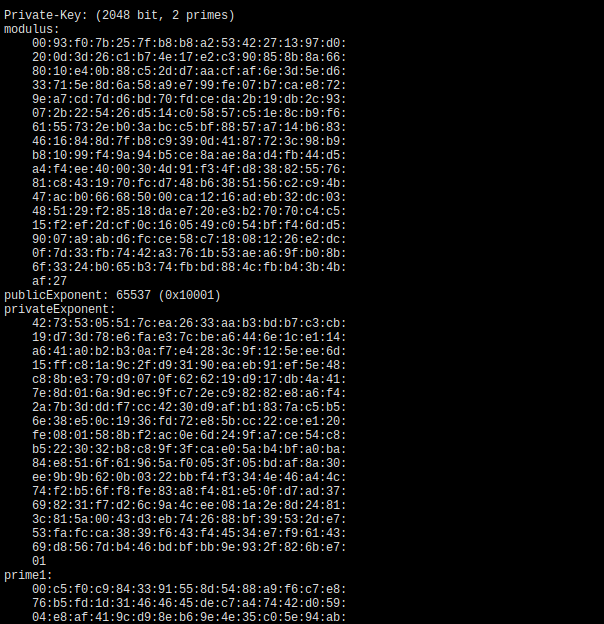 Private-Key: (2048 bit, 2 primes)
modulus:
00:93:f0:7b:25:7f:b8:b8:a2:53:42:27:13:97:d0:
20:0d:3d:26:c1:b7:4e:17:e2:c3:90:85:8b:8a:66:
80:10:e4:0b:88:c5:2d:d7:aa:cf:af:6e:3d:5e:d6:
33:71:5e:8d:6a:58:a9:e7:99:fe:07:b7:ca:e8:72:
9e:a7:cd:7d:d6:bd:70:fd:ce:da:2b:19:db:2c:93:
07:2b:22:54:26:d5:14:c0:58:57:c5:1e:8c:b9:f6:
61:55:73:2e:b0:3a:bc:c5:bf:88:57:a7:14:b6:83:
46:16:84:8d:7f:b8:c9:39:0d:41:87:72:3c:98:b9:
b8:10:99:f4:9a:94:b5:ce:8a:ae:8a:d4:fb:44:d5:
a4:f4:ee:40:00:30:4d:91:f3:4f:d8:38:82:55:76:
81:c8:43:19:70:fc:d7:48:b6:38:51:56:c2:c9:4b:
47:ac:b0:66:68:50:00:ca:12:16:ad:eb:32:dc:03:
48:51:29:f2:85:18:da:e7:20:e3:b2:70:70:c4:c5:
15:f2:ef:2d:cf:0c:16:05:49:c0:54:bf:f4:6d:d5:
90:07:a9:ab:d6:fc:ce:58:c7:18:08:12:26:e2:dc:
0f:7d:33:fb:74:42:a3:76:1b:53:ae:a6:9f:b0:8b:
6f:33:24:b0:65:b3:74:fb:bd:88:4c:fb:b4:3b:4b:
af:27
publicExponent: 65537 (0x10001)
privateExponent:
42:73:53:05:51:7c:ea:26:33:aa:b3:bd:b7:c3:cb:
19:d7:3d:78:e6:fa:e3:7c:be:a6:44:6e:1c:e1:14:
a6:41:a0:b2:b3:0a:f7:e4:28:3c:9f:12:5e:ee:6d:
15:ff:c8:1a:9c:2f:d9:31:90:ea:eb:91:ef:5e:48:
c8:8b:e3:79:d9:07:0f:62:62:19:d9:17:db:4a:41:
7e:8d:01:6a:9d:ec:9f:c7:2e:c9:82:82:e8:a6:f4:
2a:7b:3d:dd:f7:cc:42:30:d9:af:b1:83:7a:c5:b5:
6e:38:e5:0c:19:36:fd:72:e8:5b:cc:22:ce:e1:20:
fe:08:01:58:8b:f2:ac:0e:6d:24:9f:a7:ce:54:c8:
b5:22:30:32:b8:c8:9f:3f:ca:e0:5a:b4:bf:a0:ba:
84:e8:51:6f:61:96:5a:f0:05:3f:05:bd:af:8a:30:
ee:9b:9b:62:0b:03:22:bb:f4:f3:34:4e:46:a4:4c:
74:f2:b5:6f:f8:fe:83:a8:f4:81:e5:0f:d7:ad:37:
69:82:31:f7:d2:6c:9a:4c:ee:08:1a:2e:8d:24:81:
3c:81:5a:00:43:d3:eb:74:26:88:bf:39:53:2d:e7:
53:fa:fc:ca:38:39:f6:43:f4:45:34:e7:f9:61:43:
69:d8:56:7d:b4:46:bd:bf:bb:9e:93:2f:82:6b:e7:
01
prime1:
00:c5:f0:c9:84:33:91:55:8d:54:88:a9:f6:c7:e8:
76:b5:fd:1d:31:46:46:45:de:c7:a4:74:42:d0:59:
04:e8:af:41:9c:d9:8e:b6:9e:4e:35:c0:5e:94:ab: